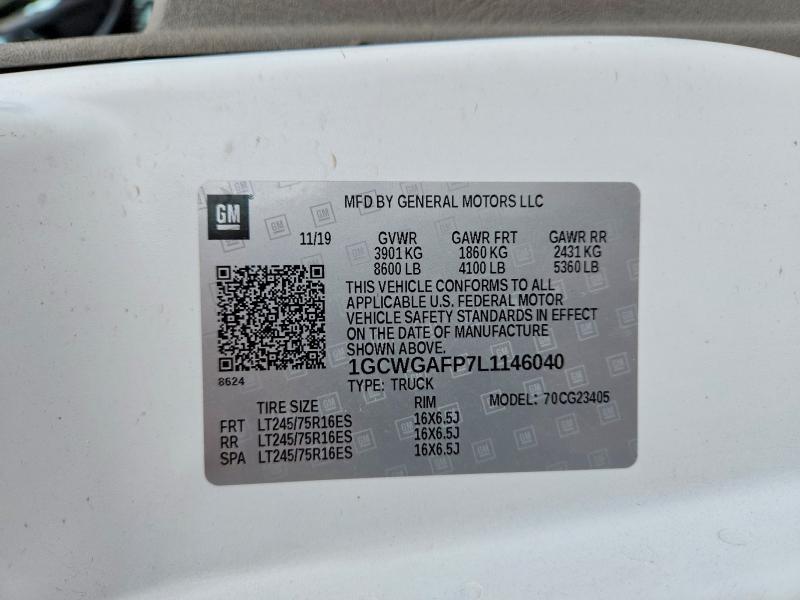 GM
MFD BY GENERAL MOTORS LLC
11/19 GVWR GAWR FRT GAWR RR
3901 KG 1860 KG 2431 KG
8600 LB 4100 LB 5360 LB
THIS VEHICLE CONFORMS TO ALL
APPLICABLE U.S. FEDERAL MOTOR
VEHICLE SAFETY STANDARDS IN EFFECT
ON THE DATE OF MANUFACTURE
SHOWN ABOVE.
1GCWGAFP7L1146040
8624
TYPE: TRUCK
MODEL: 70CG23405
TIRE SIZE RIM
FRT LT245/75R16ES 16X6.5J
RR LT245/75R16ES 16X6.5J
SPA LT245/75R16ES 16X6.5J